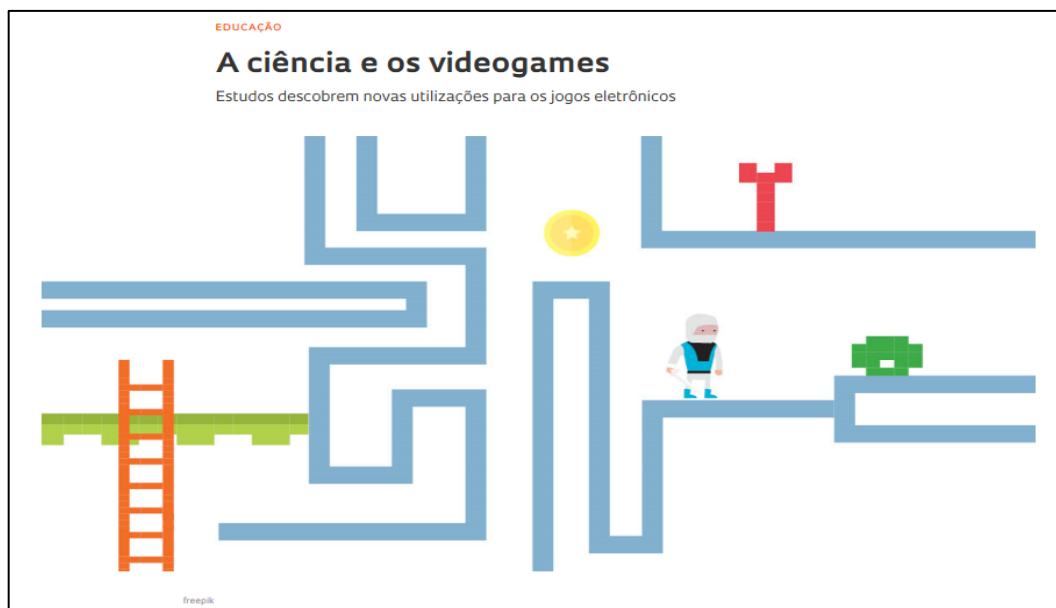 EDUCAÇÃO
A ciência e os videogames
Estudos descobrem novas utilizações para os jogos eletrônicos
freepik